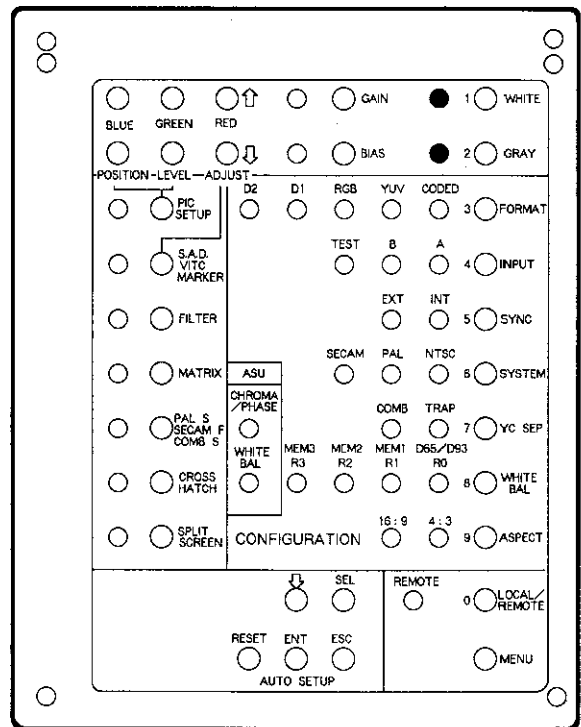 ⇧ GAIN 1 WHITE
BLUE GREEN RED
⇩ BIAS 2 GRAY
POSITION LEVEL ADJUST
D2 D1 RGB YUV CODED
PIC
SETUP
3 FORMAT
TEST B A
S.A.D.
VITC
MARKER
4 INPUT
EXT INT
FILTER
5 SYNC
SECAM PAL NTSC
MATRIX
ASU
6 SYSTEM
CHROMA
/PHASE
COMB TRAP
PAL S
SECAM F
COMB S
7 YC SEP
WHITE
BAL
MEM3 MEM2 MEM1 D65/D93
R3 R2 R1 R0
CROSS
HATCH
8 WHITE
BAL
16:9 4:3
SPLIT
SCREEN
CONFIGURATION
9 ASPECT
⇩ SEL REMOTE
0 LOCAL/
REMOTE
RESET ENT ESC
MENU
AUTO SETUP